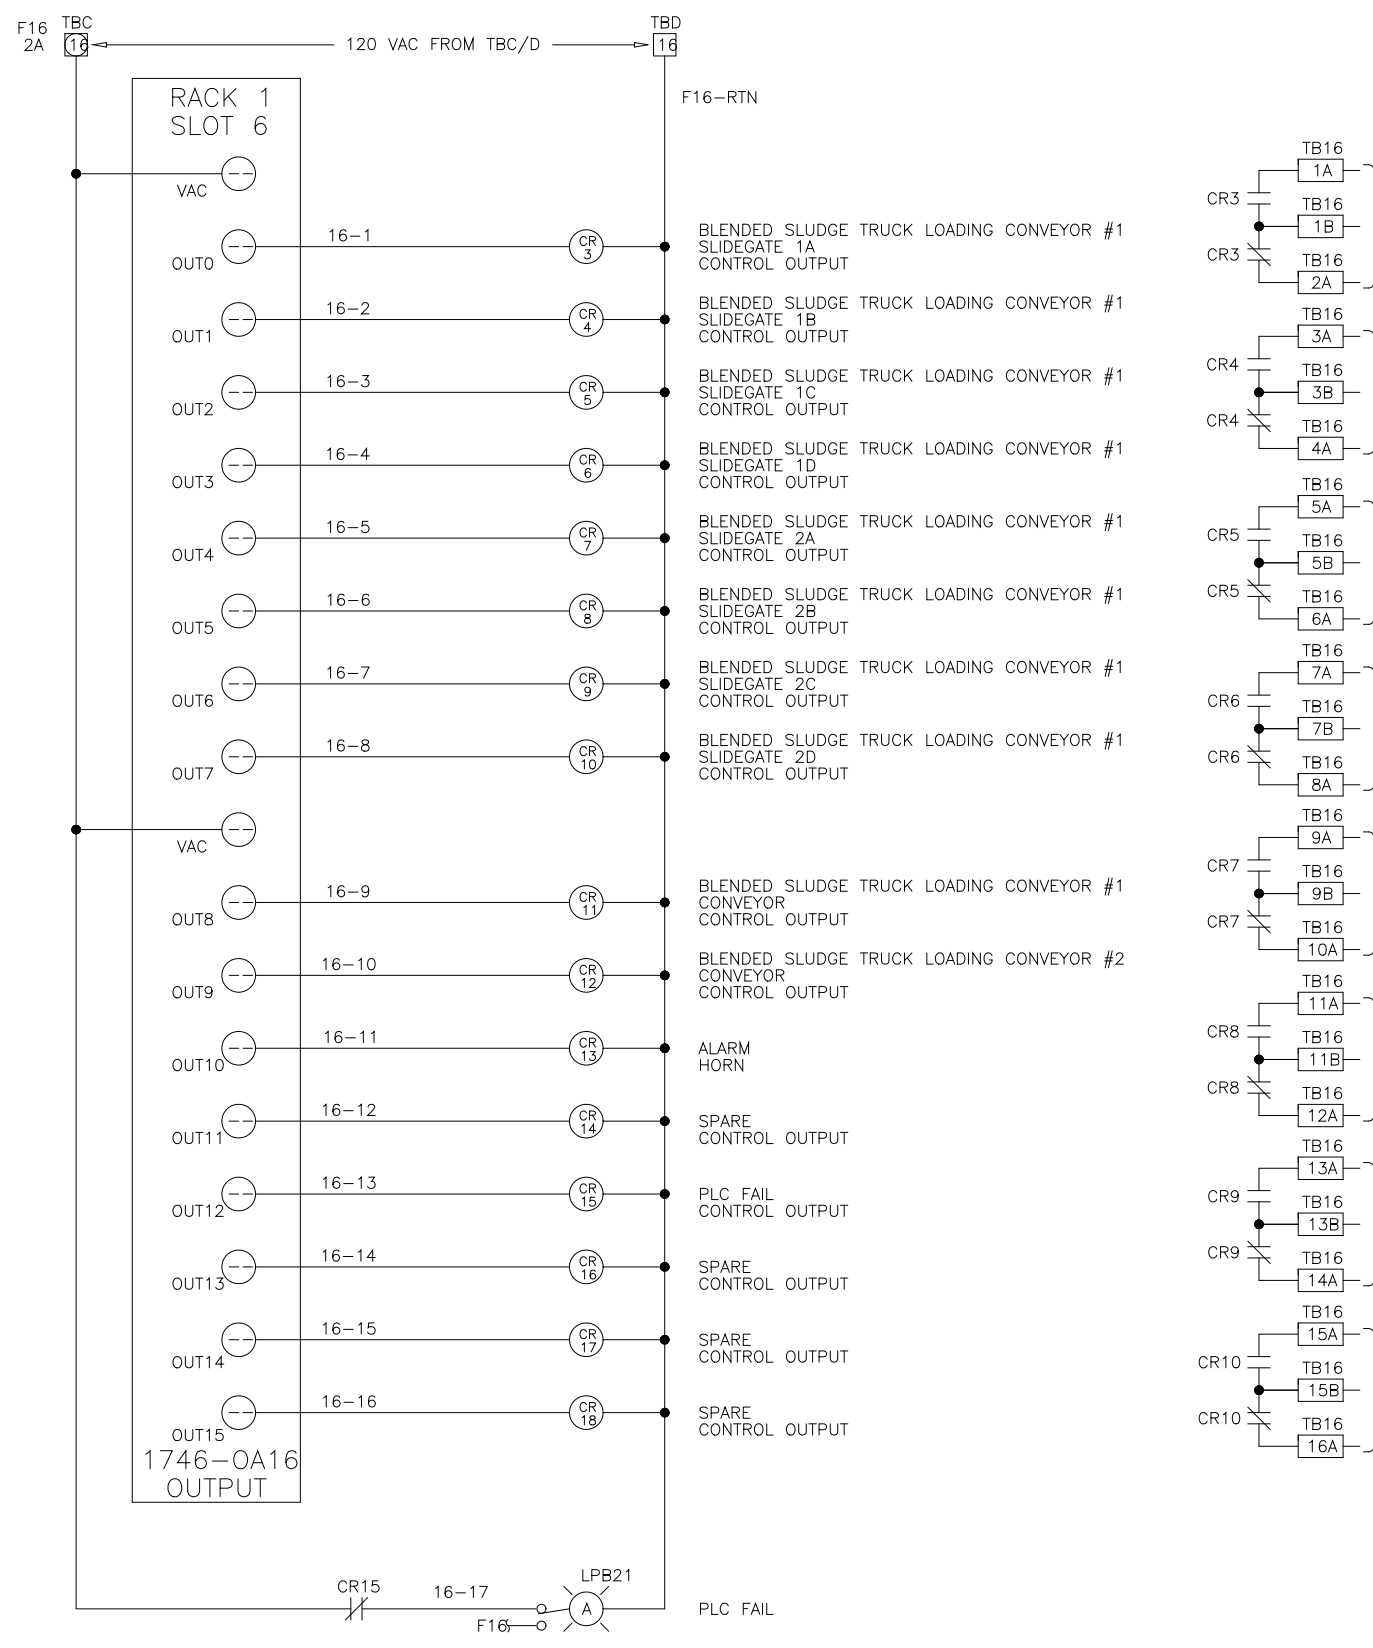 F16 TBC TBD
2A 16 120 VAC FROM TBC/D 16
F16-RTN
RACK 1
SLOT 6
VAC
OUT0 16-1 CR 3
BLENDED SLUDGE TRUCK LOADING CONVEYOR #1
SLIDEGATE 1A
CONTROL OUTPUT
OUT1 16-2 CR 4
BLENDED SLUDGE TRUCK LOADING CONVEYOR #1
SLIDEGATE 1B
CONTROL OUTPUT
OUT2 16-3 CR 5
BLENDED SLUDGE TRUCK LOADING CONVEYOR #1
SLIDEGATE 1C
CONTROL OUTPUT
OUT3 16-4 CR 6
BLENDED SLUDGE TRUCK LOADING CONVEYOR #1
SLIDEGATE 1D
CONTROL OUTPUT
OUT4 16-5 CR 7
BLENDED SLUDGE TRUCK LOADING CONVEYOR #1
SLIDEGATE 2A
CONTROL OUTPUT
OUT5 16-6 CR 8
BLENDED SLUDGE TRUCK LOADING CONVEYOR #1
SLIDEGATE 2B
CONTROL OUTPUT
OUT6 16-7 CR 9
BLENDED SLUDGE TRUCK LOADING CONVEYOR #1
SLIDEGATE 2C
CONTROL OUTPUT
OUT7 16-8 CR 10
BLENDED SLUDGE TRUCK LOADING CONVEYOR #1
SLIDEGATE 2D
CONTROL OUTPUT
VAC
OUT8 16-9 CR 11
BLENDED SLUDGE TRUCK LOADING CONVEYOR #1
CONVEYOR
CONTROL OUTPUT
OUT9 16-10 CR 12
BLENDED SLUDGE TRUCK LOADING CONVEYOR #2
CONVEYOR
CONTROL OUTPUT
OUT10 16-11 CR 13
ALARM
HORN
OUT11 16-12 CR 14
SPARE
CONTROL OUTPUT
OUT12 16-13 CR 15
PLC FAIL
CONTROL OUTPUT
OUT13 16-14 CR 16
SPARE
CONTROL OUTPUT
OUT14 16-15 CR 17
SPARE
CONTROL OUTPUT
OUT15 16-16 CR 18
SPARE
CONTROL OUTPUT
1746-OA16
OUTPUT
CR15 16-17 LPB21
A PLC FAIL
F16
TB16
1A
CR3
TB16
1B
CR3
TB16
2A
TB16
3A
CR4
TB16
3B
CR4
TB16
4A
TB16
5A
CR5
TB16
5B
CR5
TB16
6A
TB16
7A
CR6
TB16
7B
CR6
TB16
8A
TB16
9A
CR7
TB16
9B
CR7
TB16
10A
TB16
11A
CR8
TB16
11B
CR8
TB16
12A
TB16
13A
CR9
TB16
13B
CR9
TB16
14A
TB16
15A
CR10
TB16
15B
CR10
TB16
16A